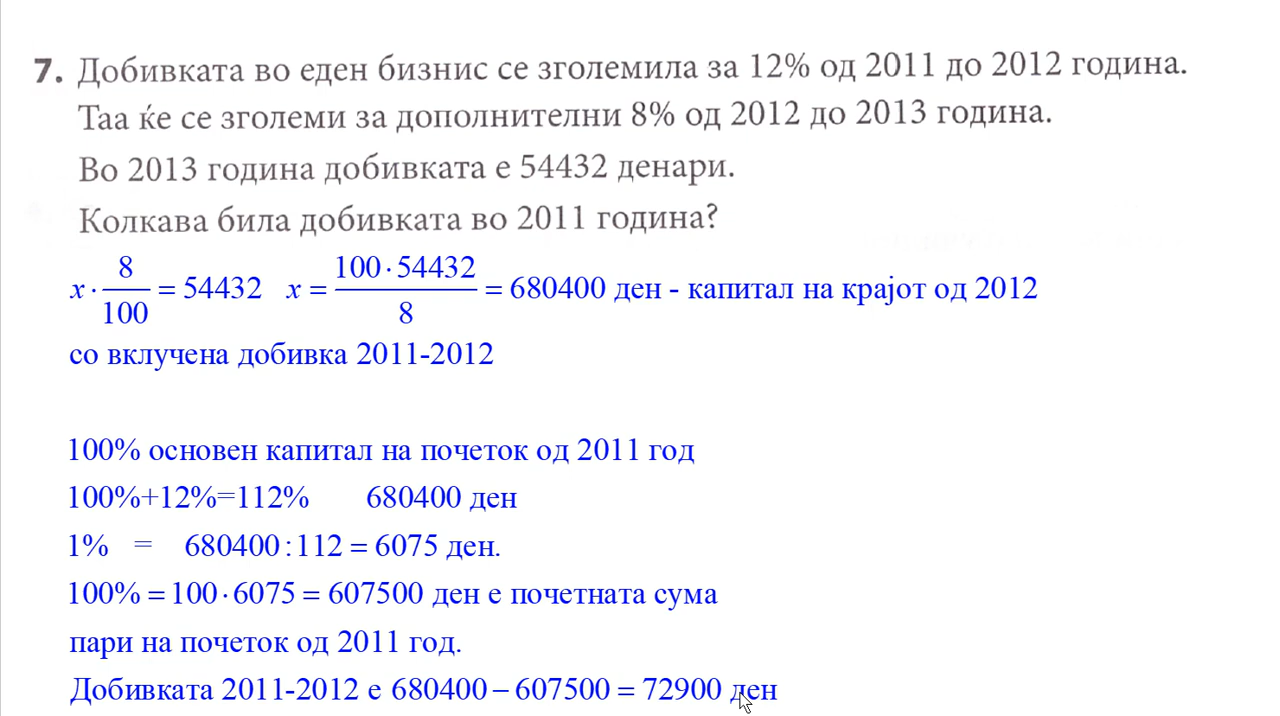 7. Добивката во еден бизнис се зголемила за 12% од 2011 до 2012 година.
Таа ќе се зголеми за дополнителни 8% од 2012 до 2013 година.
Во 2013 година добивката е 54432 денари.
Колкава била добивката во 2011 година?
x · 8/100 = 54432 x = 100·54432/8 = 680400 ден - капитал на крајот од 2012
со вклучена добивка 2011-2012
100% основен капитал на почеток од 2011 год
100%+12%=112% 680400 ден
1% = 680400 : 112 = 6075 ден.
100% = 100·6075 = 607500 ден е почетната сума
пари на почеток од 2011 год.
Добивката 2011-2012 е 680400 − 607500 = 72900 ден